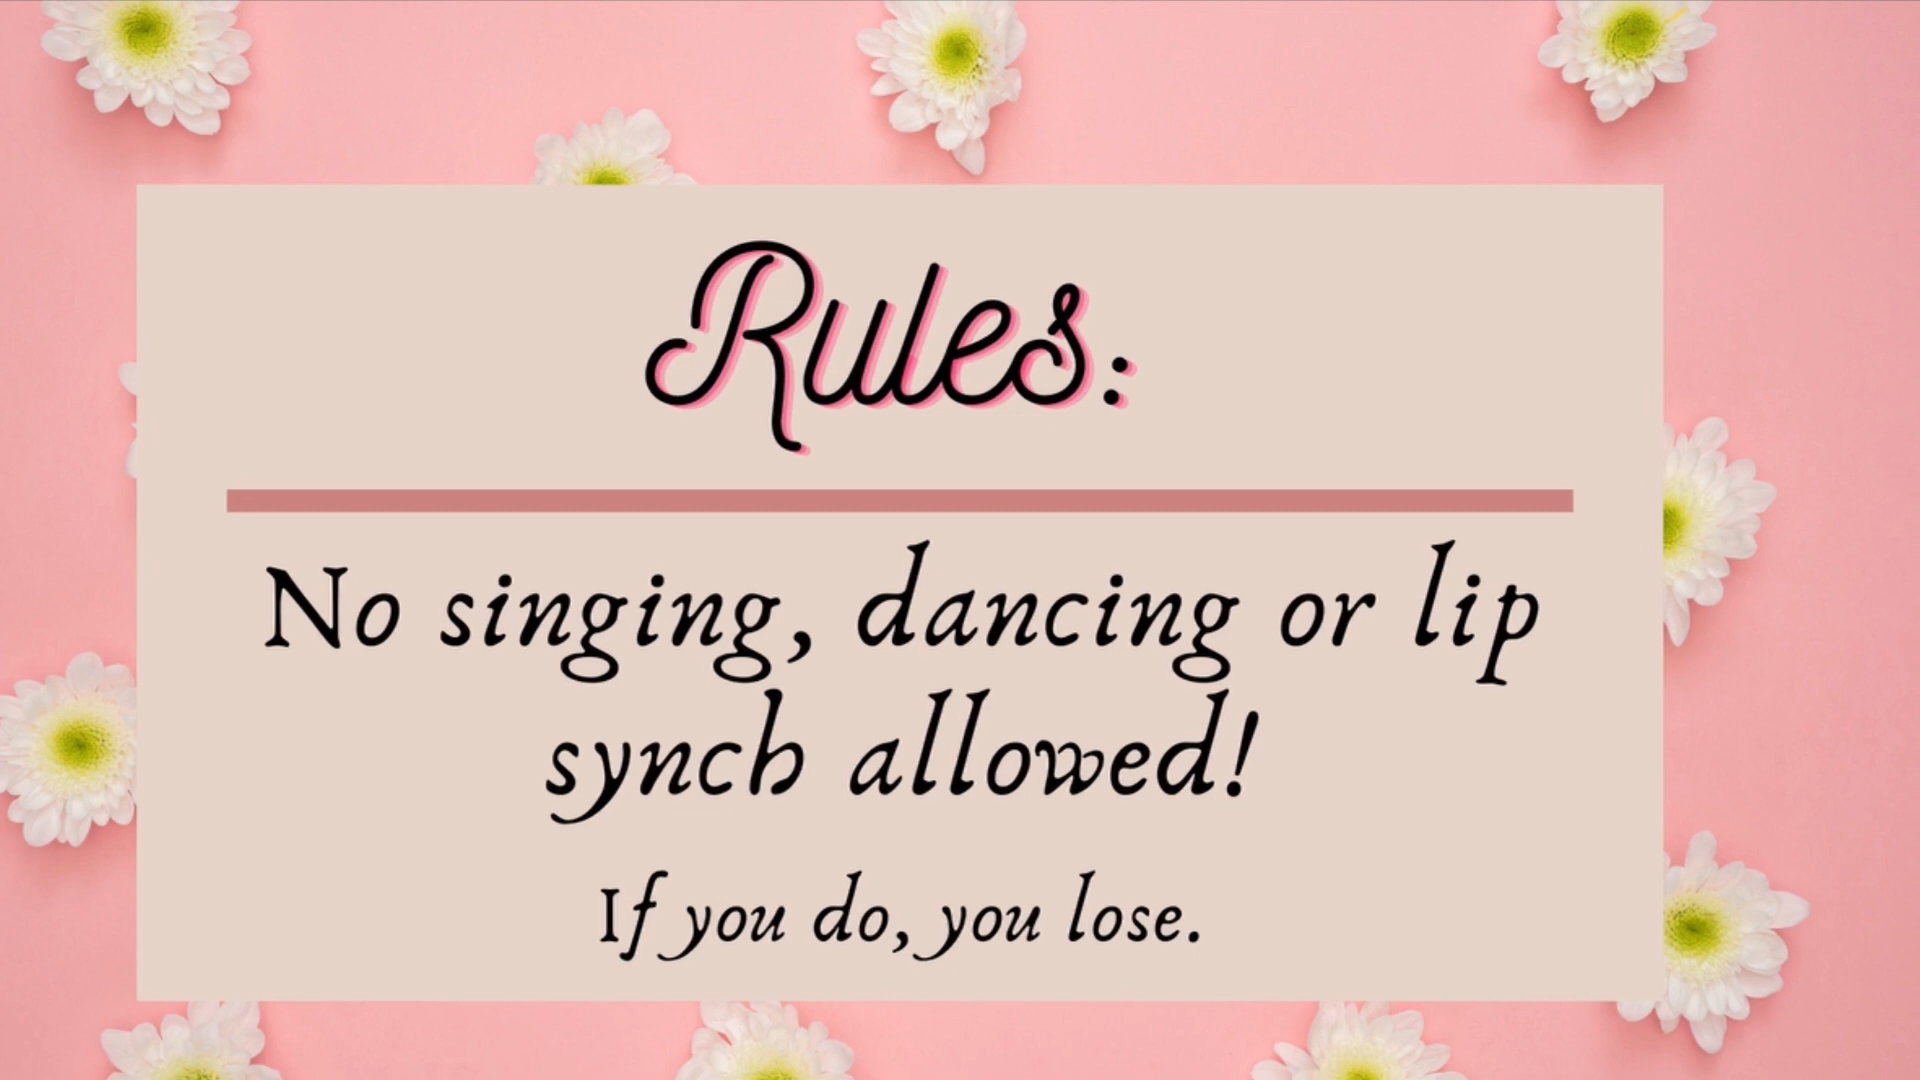 Rules:
No singing, dancing or lip
synch allowed!
If you do, you lose.